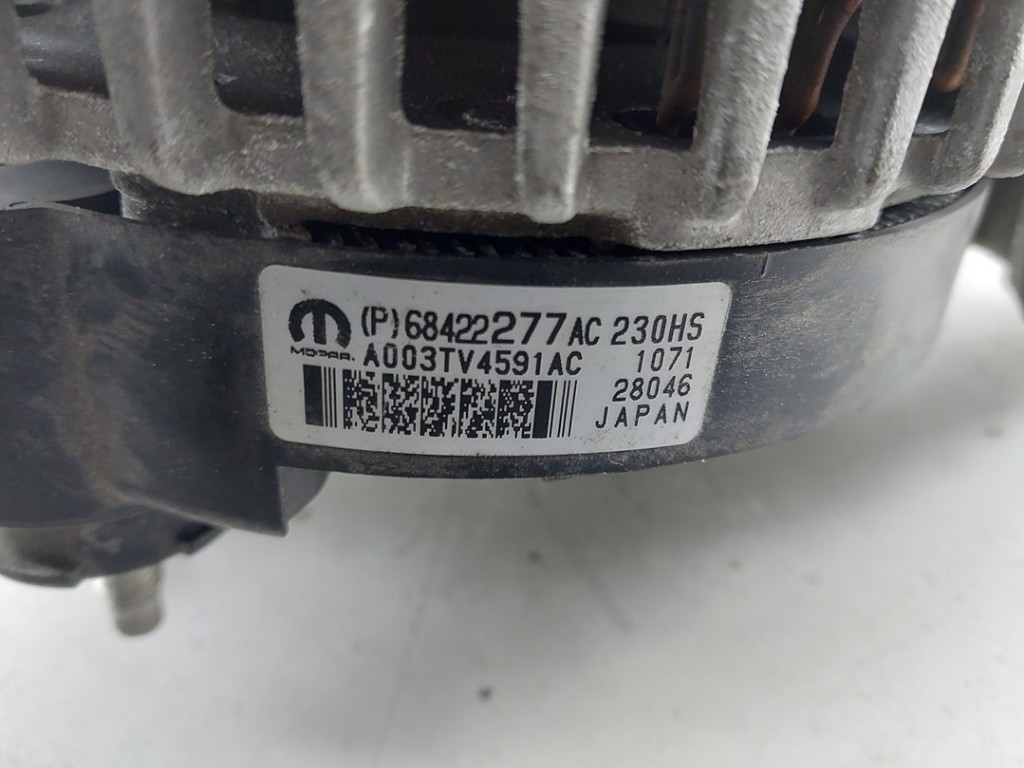 (P)68422277AC 230HS
MOPAR. A003TV4591AC 1071
28046
JAPAN